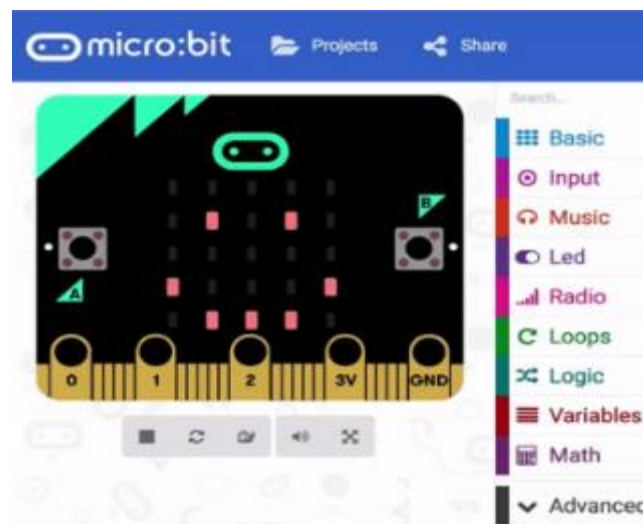 micro:bit Projects Share
Search...
Basic
Input
B
Music
Led
A
Radio
Loops
0 1 2 3V GND
Logic
Variables
Math
Advanced